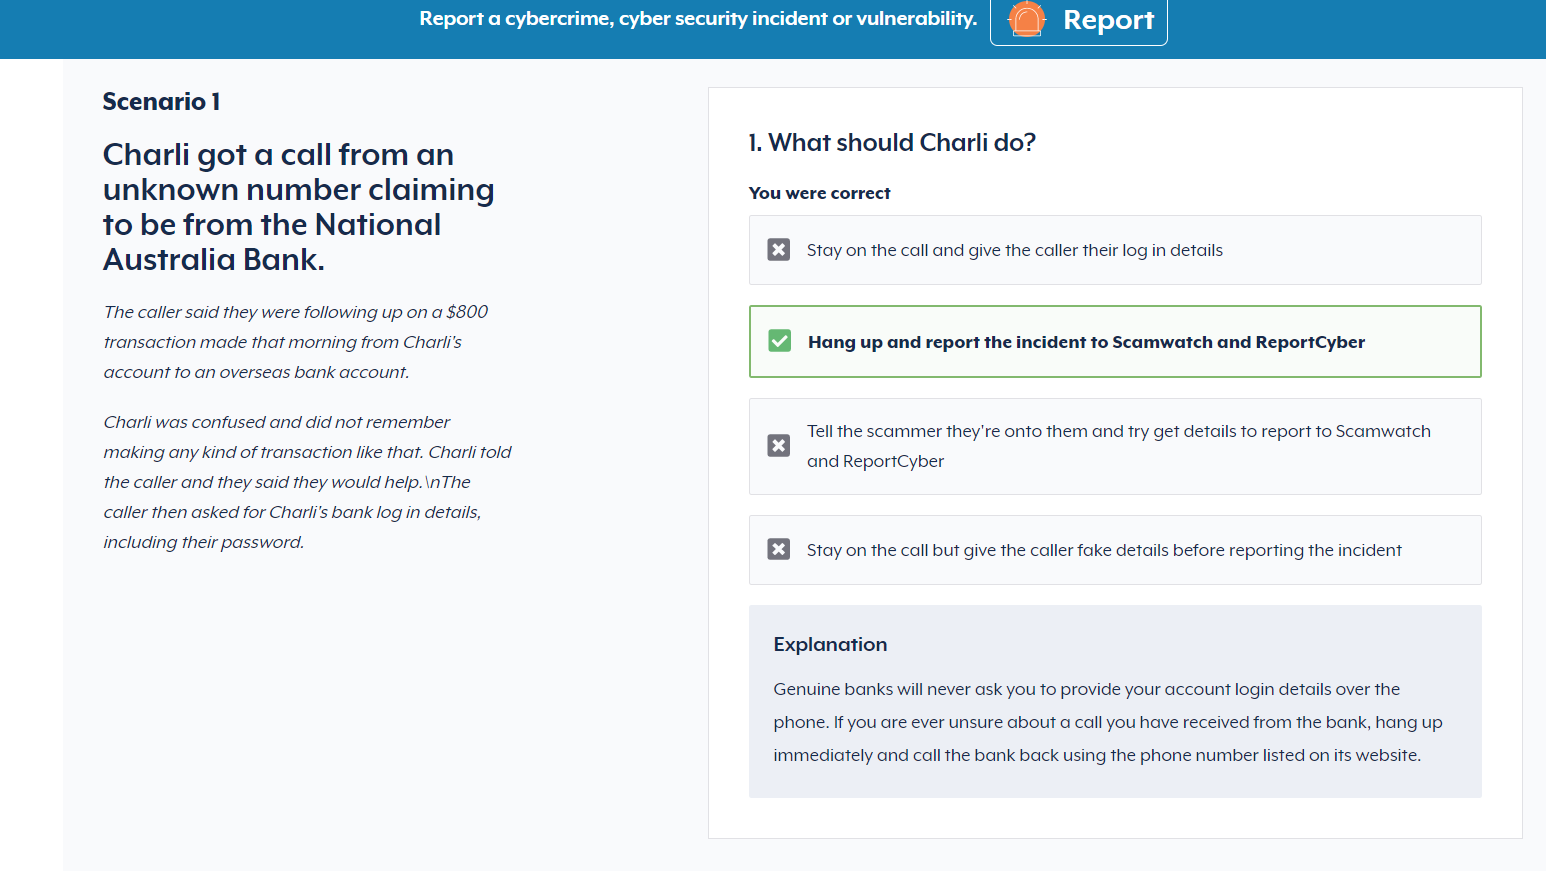 Report a cybercrime, cyber security incident or vulnerability.
Report
Scenario 1
Charli got a call from an
unknown number claiming
to be from the National
Australia Bank.
The caller said they were following up on a $800
transaction made that morning from Charli's
account to an overseas bank account.
Charli was confused and did not remember
making any kind of transaction like that. Charli told
the caller and they said they would help.\nThe
caller then asked for Charli's bank log in details,
including their password.
1. What should Charli do?
You were correct
Stay on the call and give the caller their log in details
Hang up and report the incident to Scamwatch and ReportCyber
Tell the scammer they're onto them and try get details to report to Scamwatch
and ReportCyber
Stay on the call but give the caller fake details before reporting the incident
Explanation
Genuine banks will never ask you to provide your account login details over the
phone. If you are ever unsure about a call you have received from the bank, hang up
immediately and call the bank back using the phone number listed on its website.